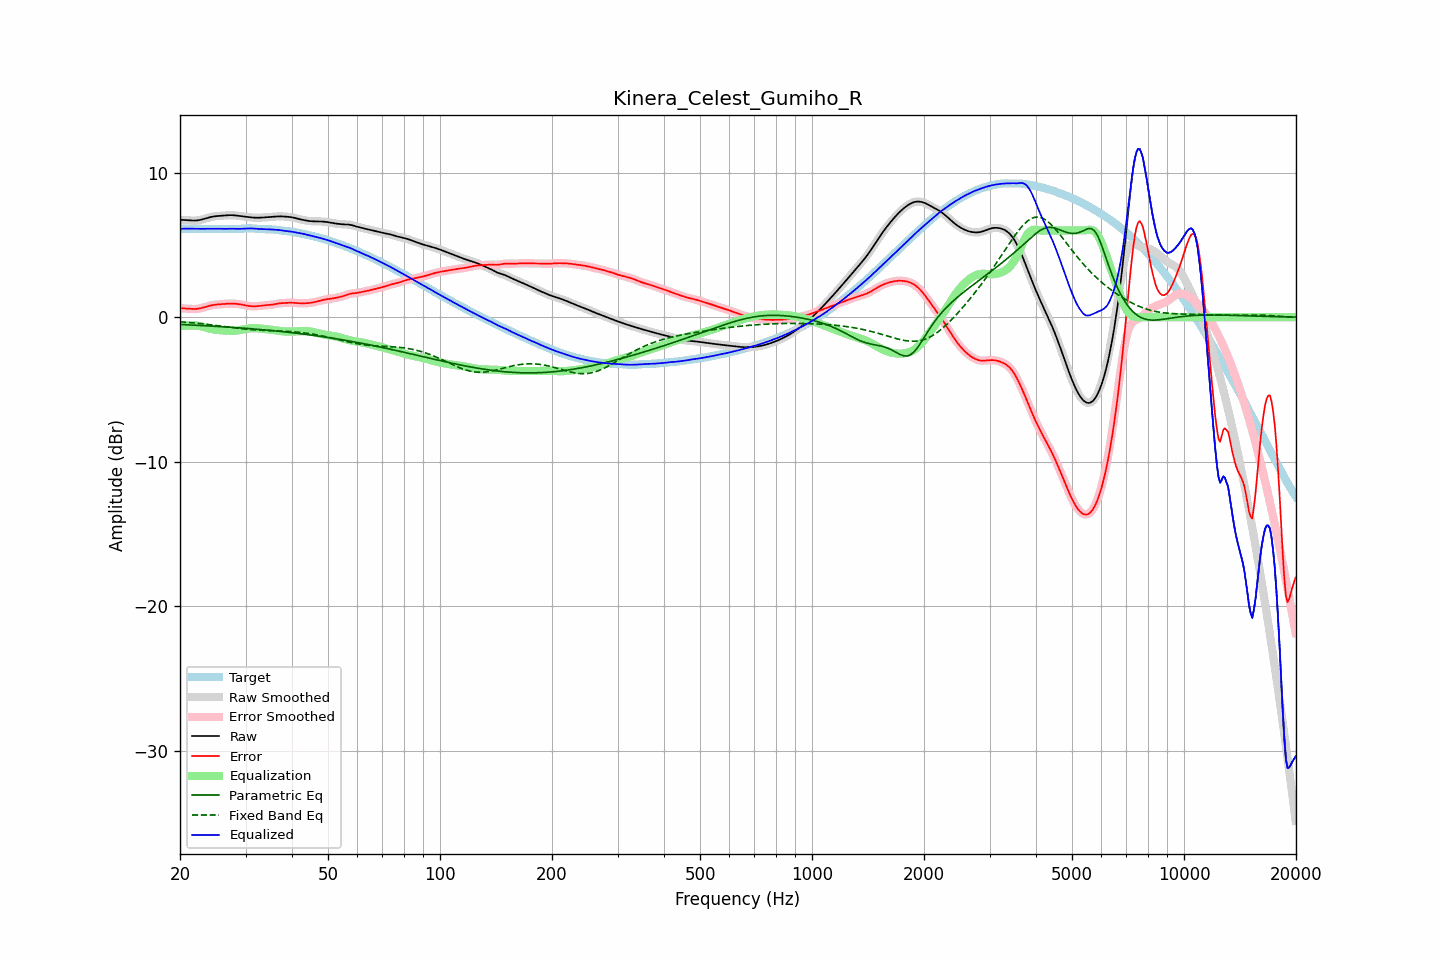 Kinera_Celest_Gumiho_R
Amplitude (dBr)
10
0
−10
−20
−30
Target
Raw Smoothed
Error Smoothed
Raw
Error
Equalization
Parametric Eq
Fixed Band Eq
Equalized
20 50 100 200 500 1000 2000 5000 10000 20000
Frequency (Hz)